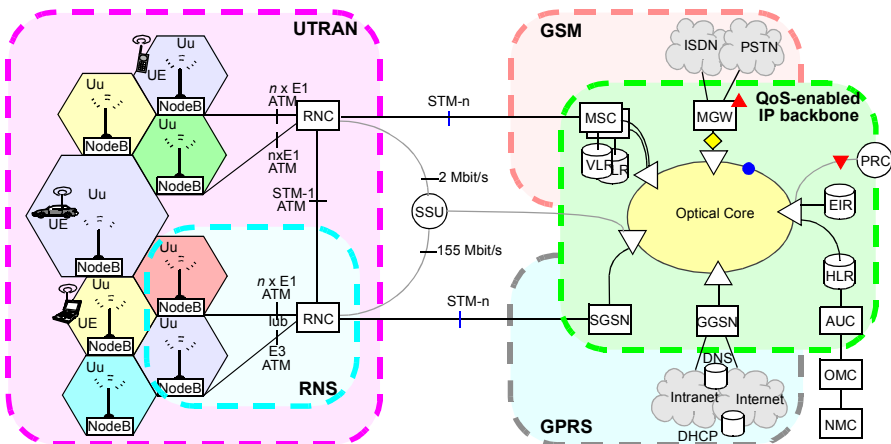 UTRAN
GSM
ISDN
PSTN
Uu
UE
Uu
NodeB
NodeB
Uu
NodeB
n x E1
ATM
RNC
nxE1
ATM
STM-n
MSC
VLR
LR
MGW
QoS-enabled
IP backbone
PRC
Uu
UE
NodeB
STM-1
ATM
2 Mbit/s
SSU
155 Mbit/s
Optical Core
EIR
HLR
Uu
NodeB
Uu
UE
NodeB
n x E1
ATM
Iub
RNC
E3
ATM
STM-n
SGSN
GGSN
AUC
Uu
NodeB
Uu
NodeB
RNS
DNS
Intranet
Internet
OMC
GPRS
DHCP
NMC